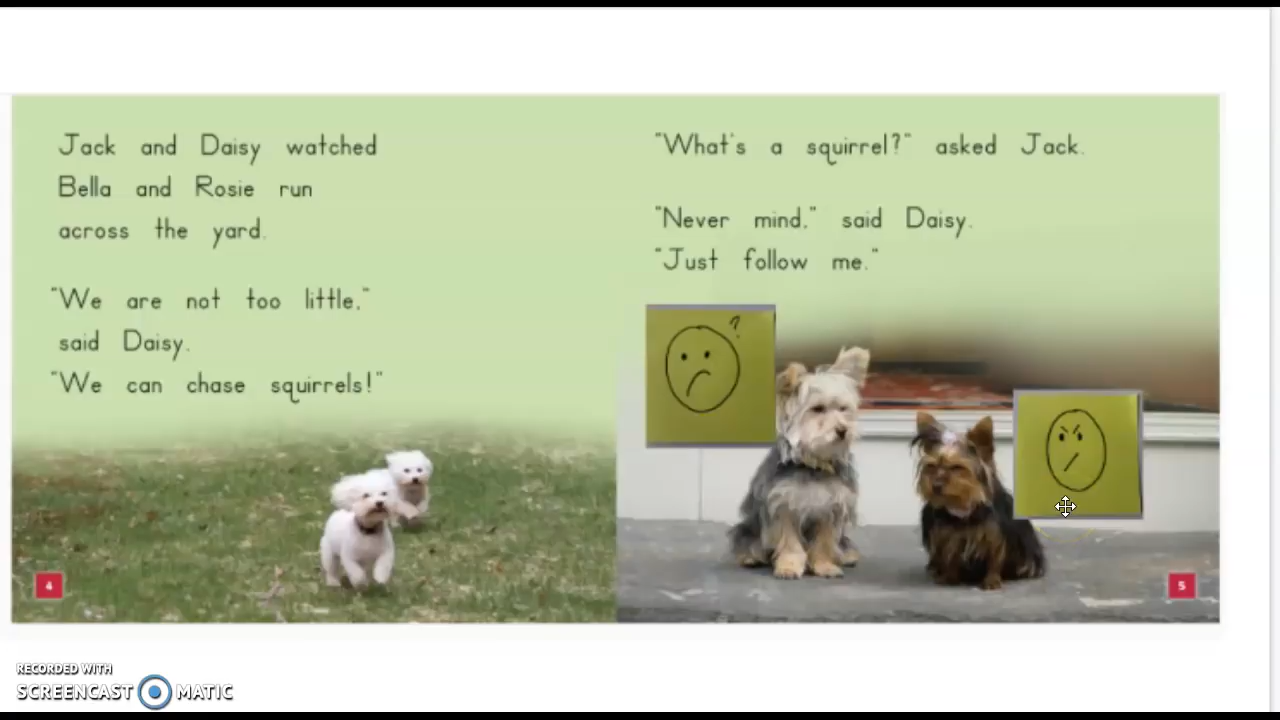 Jack and Daisy watched
Bella and Rosie run
across the yard.
"We are not too little,"
said Daisy.
"We can chase squirrels!"
4
"What's a squirrel?" asked Jack.
"Never mind," said Daisy.
"Just follow me."
?
5
RECORDED WITH
SCREENCAST MATIC